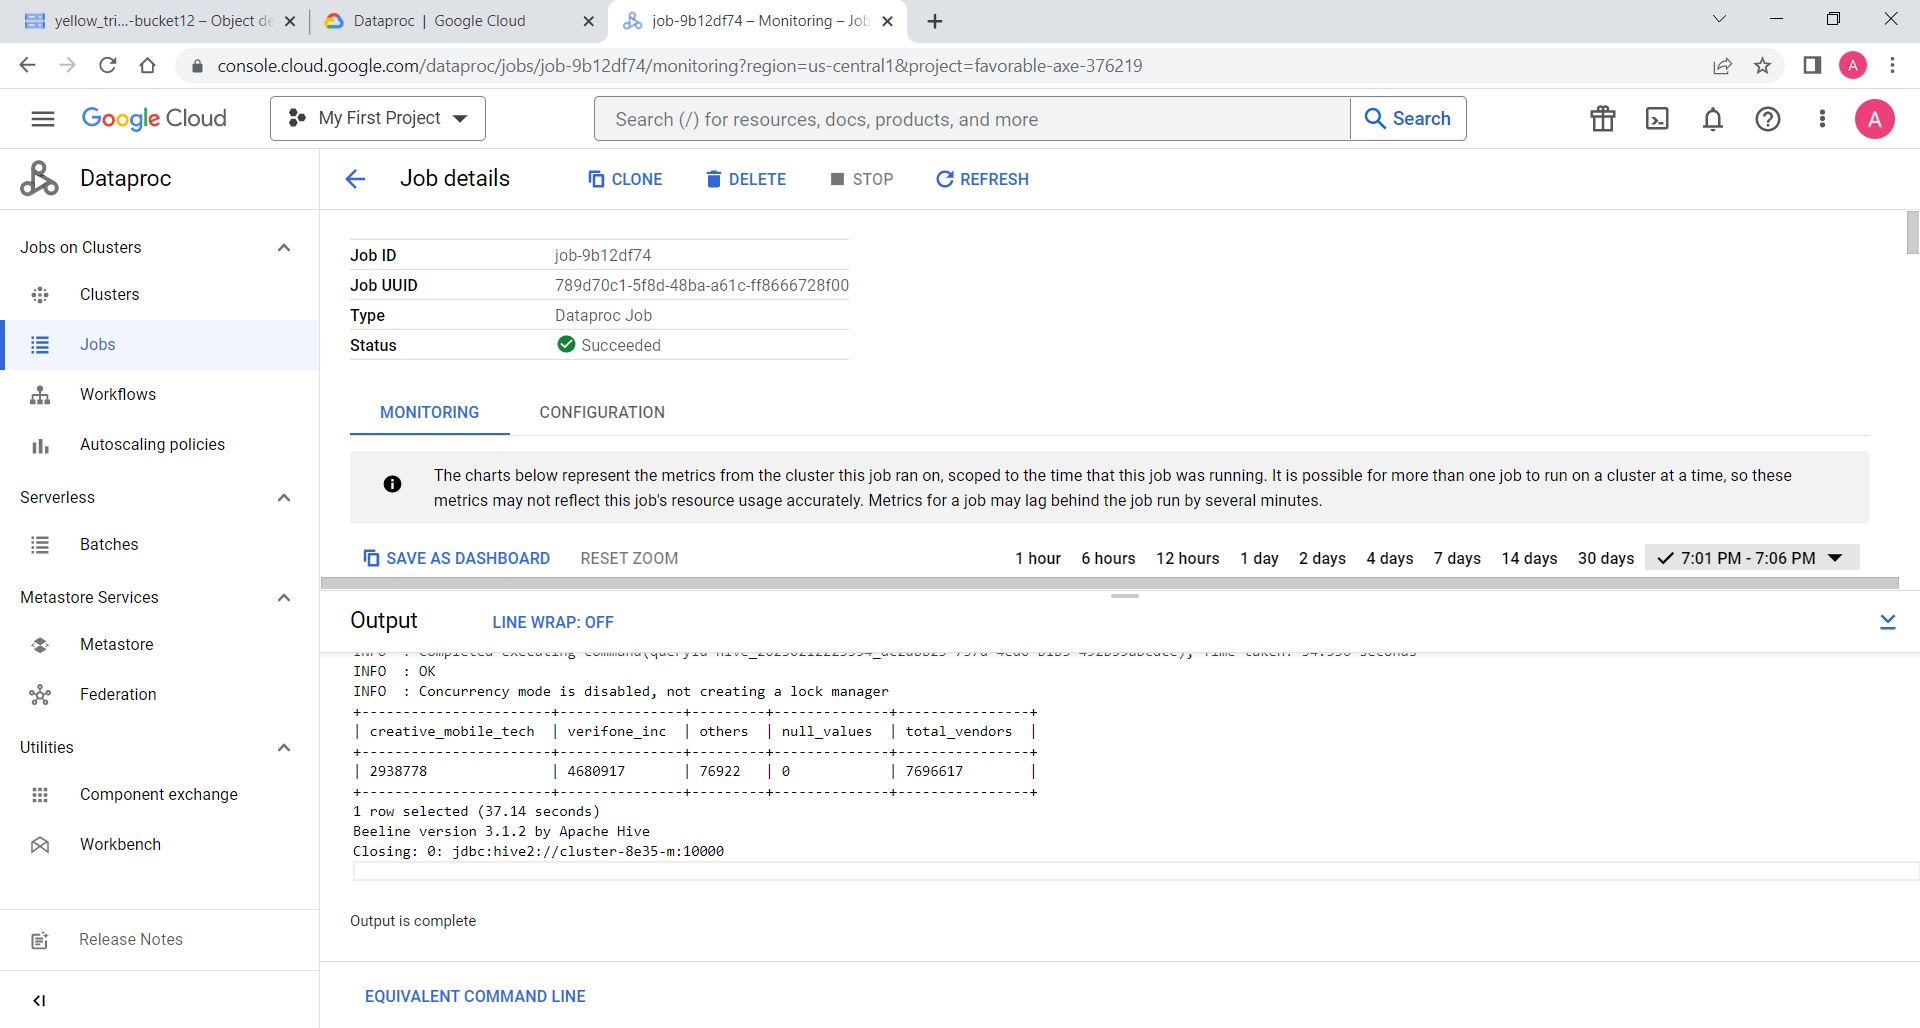 yellow_tri...-bucket12 – Object de
Dataproc | Google Cloud
job-9b12df74 – Monitoring – Job
console.cloud.google.com/dataproc/jobs/job-9b12df74/monitoring?region=us-central1&project=favorable-axe-376219
A
Google Cloud
My First Project
Search (/) for resources, docs, products, and more
Search
A
Dataproc
Job details
CLONE
DELETE
STOP
REFRESH
Jobs on Clusters
Clusters
Jobs
Workflows
Autoscaling policies
Serverless
Batches
Metastore Services
Metastore
Federation
Utilities
Component exchange
Workbench
Release Notes
Job ID job-9b12df74
Job UUID 789d70c1-5f8d-48ba-a61c-ff8666728f00
Type Dataproc Job
Status Succeeded
MONITORING
CONFIGURATION
The charts below represent the metrics from the cluster this job ran on, scoped to the time that this job was running. It is possible for more than one job to run on a cluster at a time, so these
metrics may not reflect this job's resource usage accurately. Metrics for a job may lag behind the job run by several minutes.
SAVE AS DASHBOARD
RESET ZOOM
1 hour 6 hours 12 hours 1 day 2 days 4 days 7 days 14 days 30 days 7:01 PM - 7:06 PM
Output
LINE WRAP: OFF
INFO : OK
INFO : Concurrency mode is disabled, not creating a lock manager
+-----------------------+---------------+---------+--------------+----------------+
| creative_mobile_tech | verifone_inc | others | null_values | total_vendors |
+-----------------------+---------------+---------+--------------+----------------+
| 2938778 | 4680917 | 76922 | 0 | 7696617 |
+-----------------------+---------------+---------+--------------+----------------+
1 row selected (37.14 seconds)
Beeline version 3.1.2 by Apache Hive
Closing: 0: jdbc:hive2://cluster-8e35-m:10000
Output is complete
EQUIVALENT COMMAND LINE